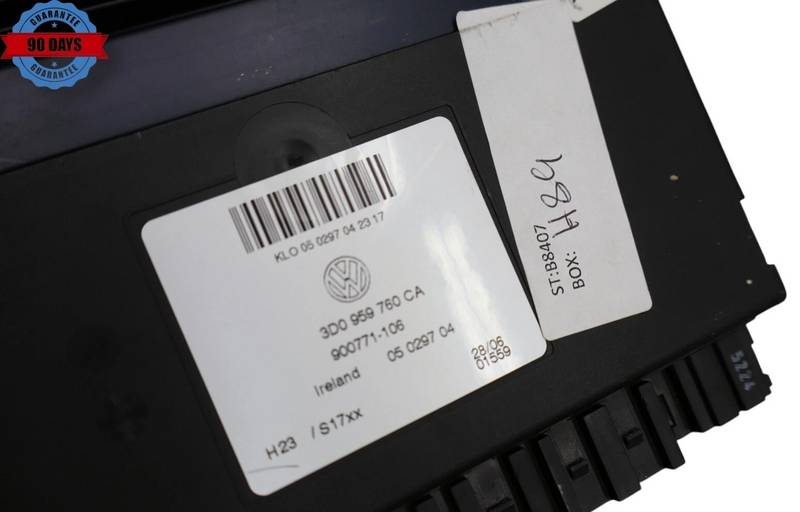 GUARANTEE
90 DAYS
GUARANTEE
KLO 05 0297 04 23 17
3D0 959 760 CA
900771-106
Ireland 05 0297 04
28/06
01559
H23 /S17xx
ST:B8407
BOX: H84
5224